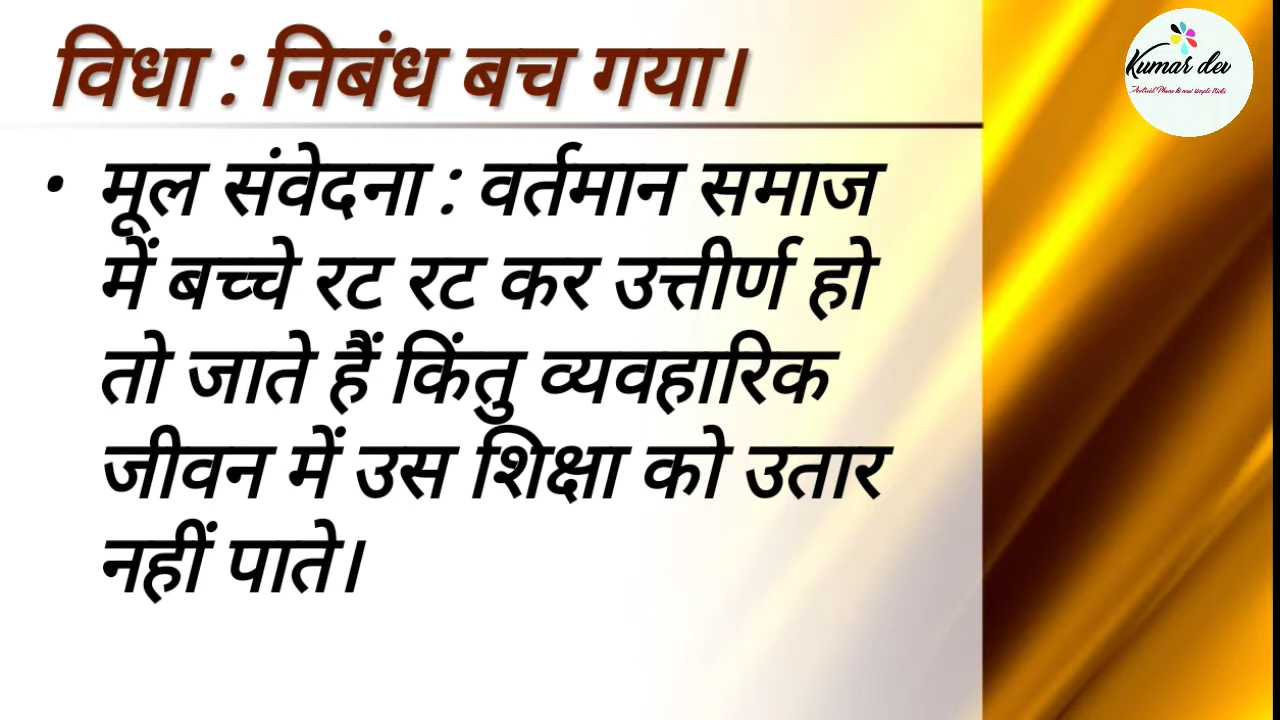 विधा : निबंध बच गया।
Kumar dev
• मूल संवेदना : वर्तमान समाज
में बच्चे रट रट कर उत्तीर्ण हो
तो जाते हैं किंतु व्यवहारिक
जीवन में उस शिक्षा को उतार
नहीं पाते।